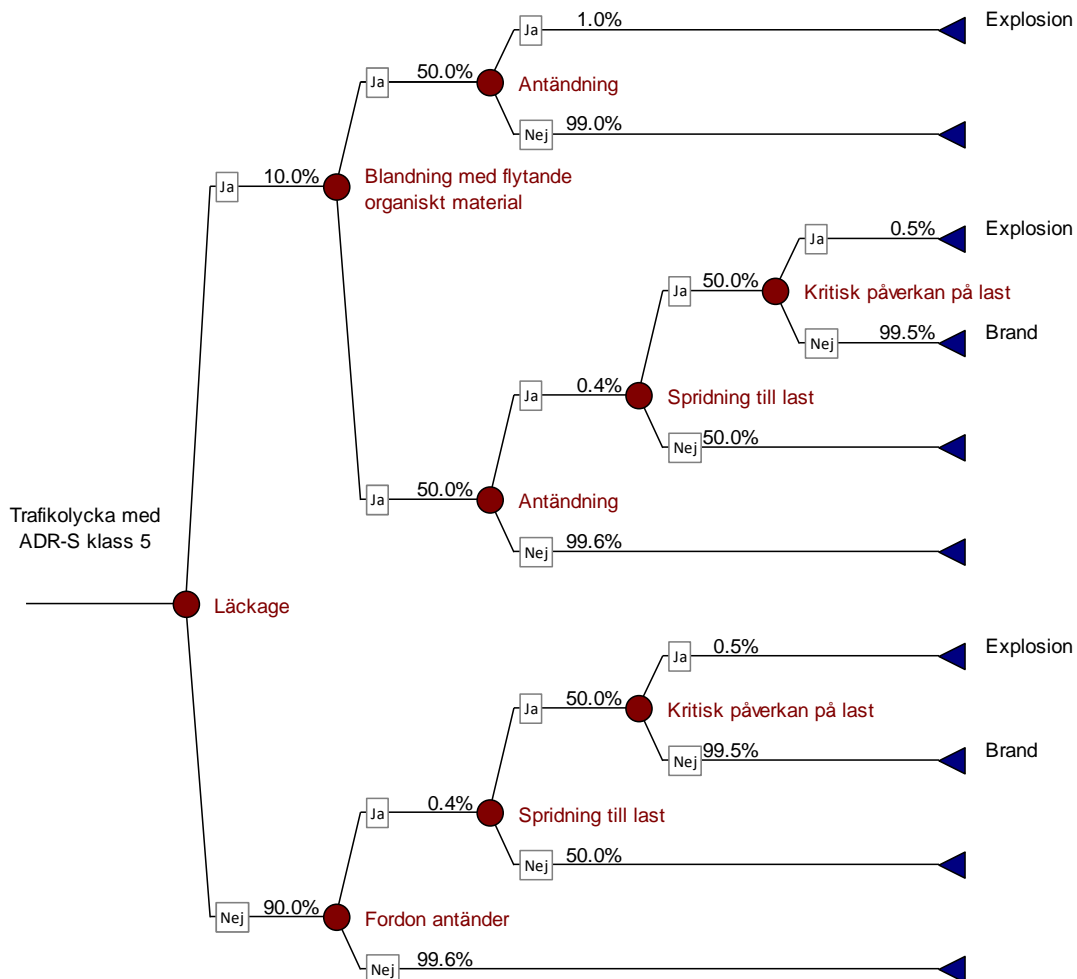 Ja 1.0% Explosion
Ja 50.0% Antändning
Nej 99.0%
Ja 10.0% Blandning med flytande
organiskt material
Ja 0.5% Explosion
Ja 50.0% Kritisk påverkan på last
Nej 99.5% Brand
Ja 0.4% Spridning till last
Nej 50.0%
Ja 50.0% Antändning
Nej 99.6%
Trafikolycka med
ADR-S klass 5
Läckage
Ja 0.5% Explosion
Ja 50.0% Kritisk påverkan på last
Nej 99.5% Brand
Ja 0.4% Spridning till last
Nej 50.0%
Nej 90.0% Fordon antänder
Nej 99.6%